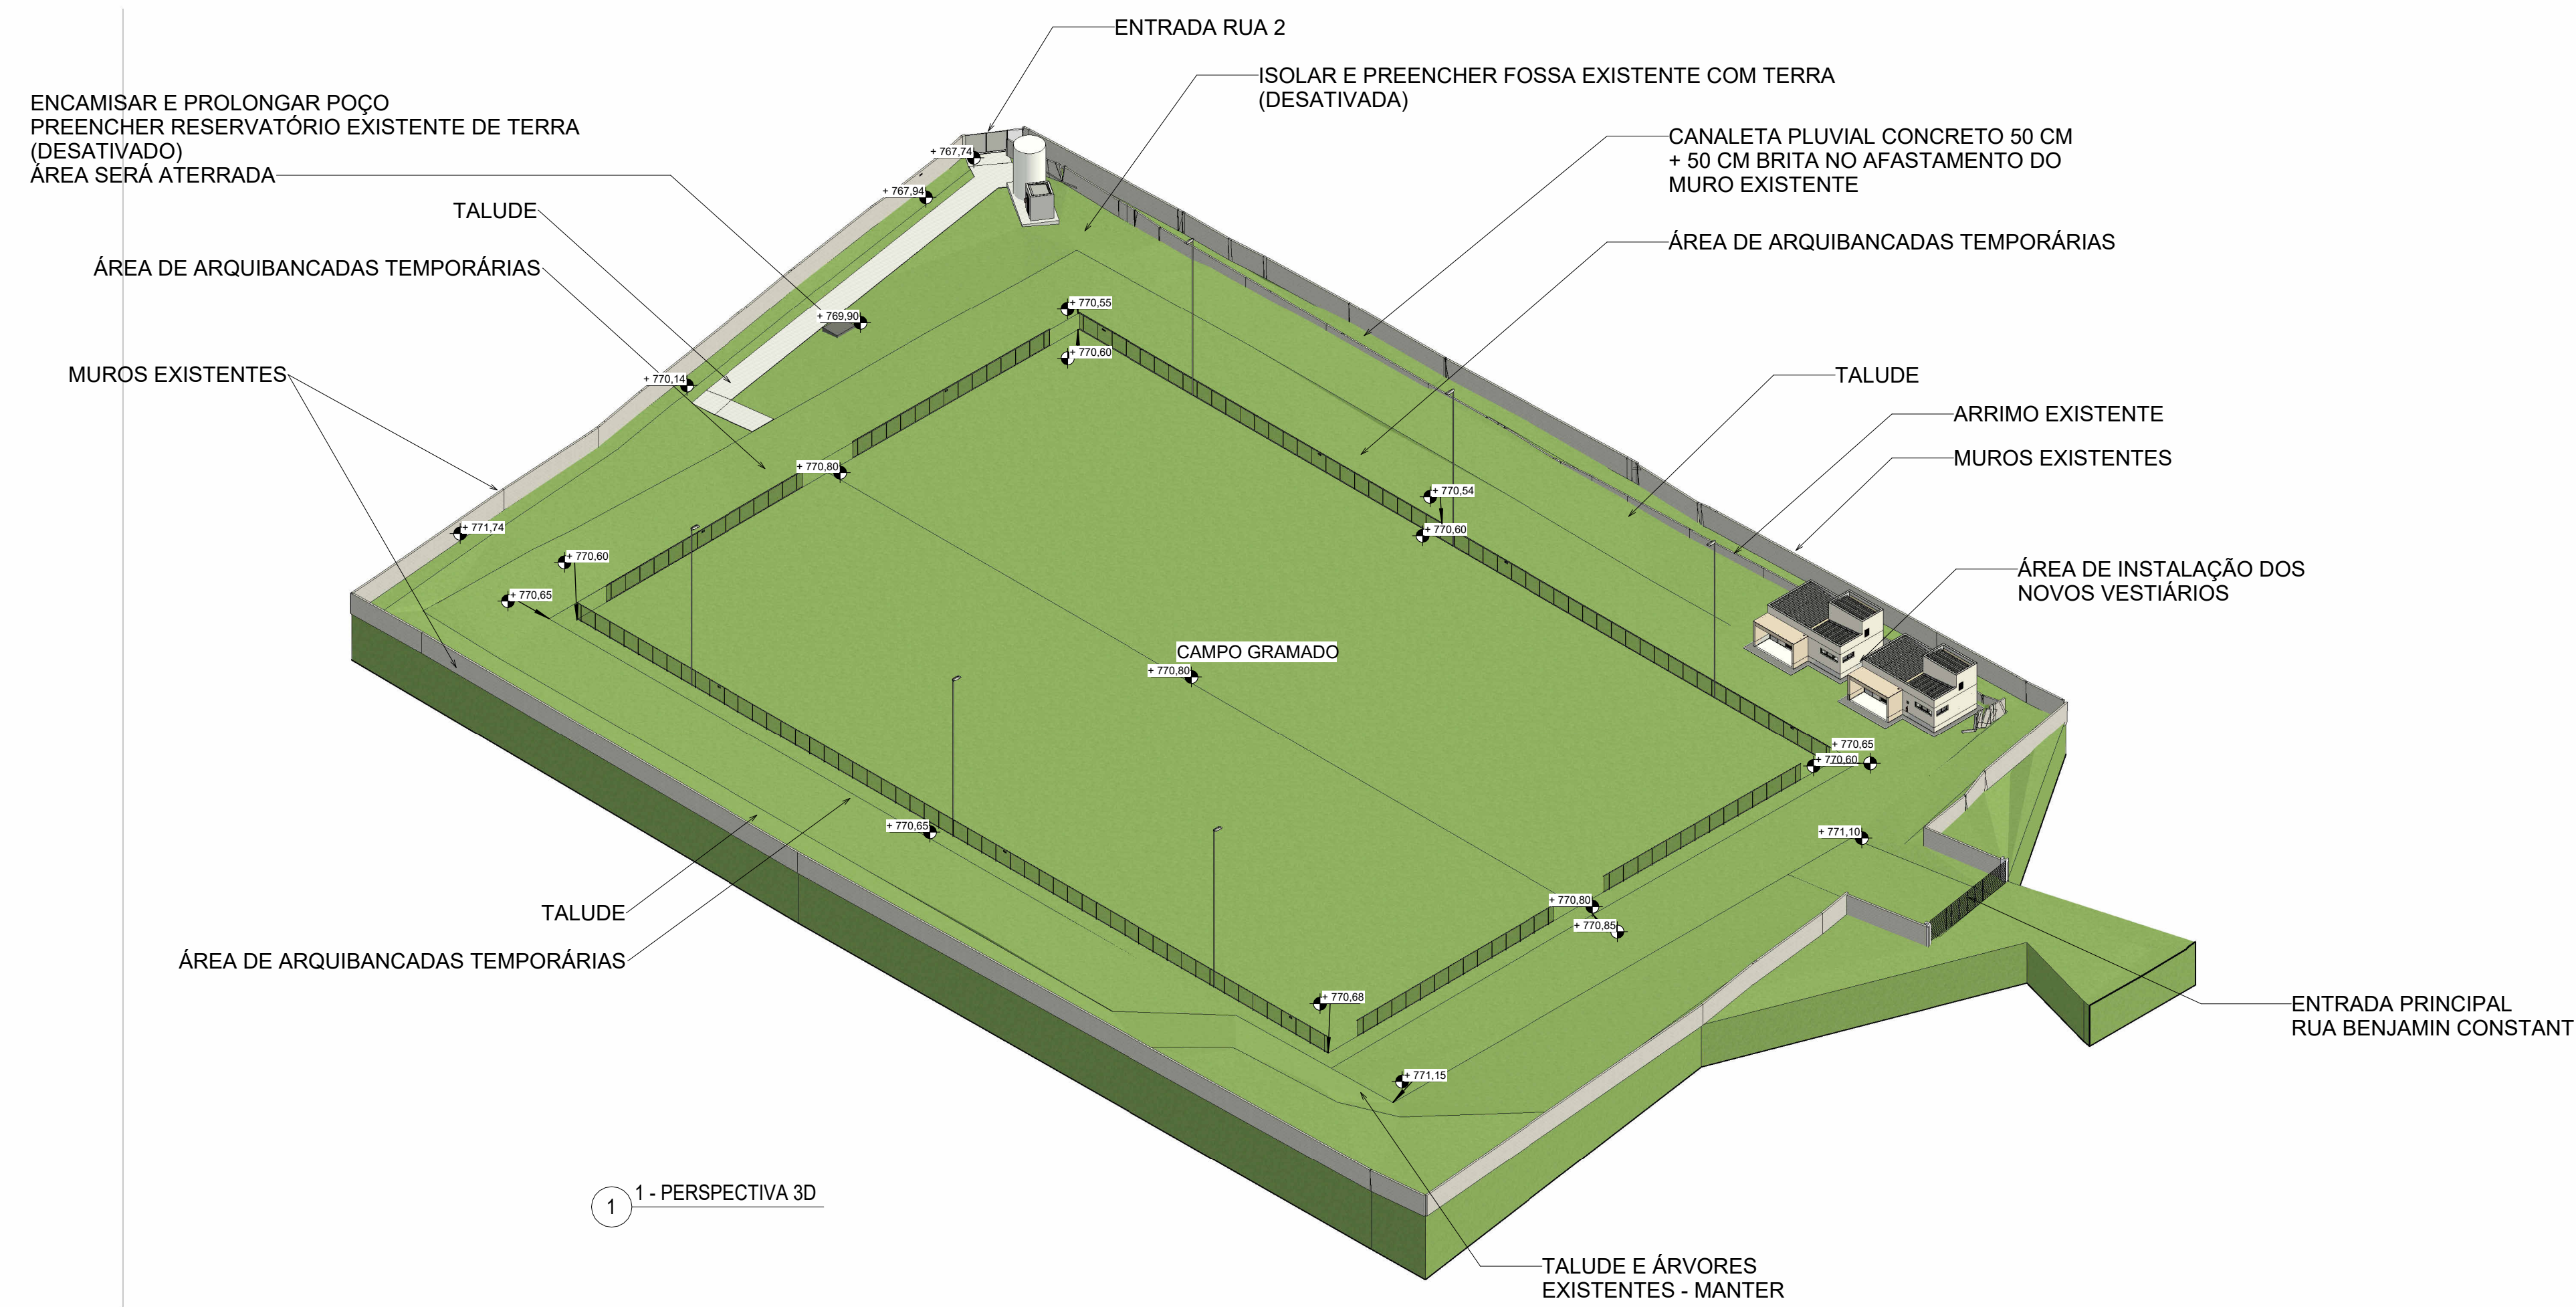 ENTRADA RUA 2
ISOLAR E PREENCHER FOSSA EXISTENTE COM TERRA
(DESATIVADA)
ENCAMISAR E PROLONGAR POÇO
PREENCHER RESERVATÓRIO EXISTENTE DE TERRA
(DESATIVADO)
ÁREA SERÁ ATERRADA
CANALETA PLUVIAL CONCRETO 50 CM
+ 50 CM BRITA NO AFASTAMENTO DO
MURO EXISTENTE
+ 767,74
+ 767,94
TALUDE
ÁREA DE ARQUIBANCADAS TEMPORÁRIAS
ÁREA DE ARQUIBANCADAS TEMPORÁRIAS
+ 770,55
+ 769,90
+ 770,60
MUROS EXISTENTES
+ 770,14
TALUDE
ARRIMO EXISTENTE
MUROS EXISTENTES
+ 770,80
+ 770,54
+ 771,74
+ 770,60
+ 770,60
+ 770,65
ÁREA DE INSTALAÇÃO DOS
NOVOS VESTIÁRIOS
CAMPO GRAMADO
+ 770,80
+ 770,65
+ 770,60
+ 770,65
+ 771,10
TALUDE
+ 770,80
+ 770,85
ÁREA DE ARQUIBANCADAS TEMPORÁRIAS
+ 770,68
ENTRADA PRINCIPAL
RUA BENJAMIN CONSTANT
+ 771,15
1
1 - PERSPECTIVA 3D
TALUDE E ÁRVORES
EXISTENTES - MANTER